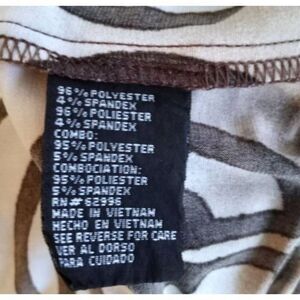 96% POLYESTER
4% SPANDEX
96% POLIESTER
4% SPANDEX
COMBO:
95% POLYESTER
5% SPANDEX
COMBOCIATION:
95% POLIESTER
5% SPANDEX
RN# 62996
MADE IN VIETNAM
HECHO EN VIETNAM
SEE REVERSE FOR CARE
VER AL DORSO
PARA CUIDADO